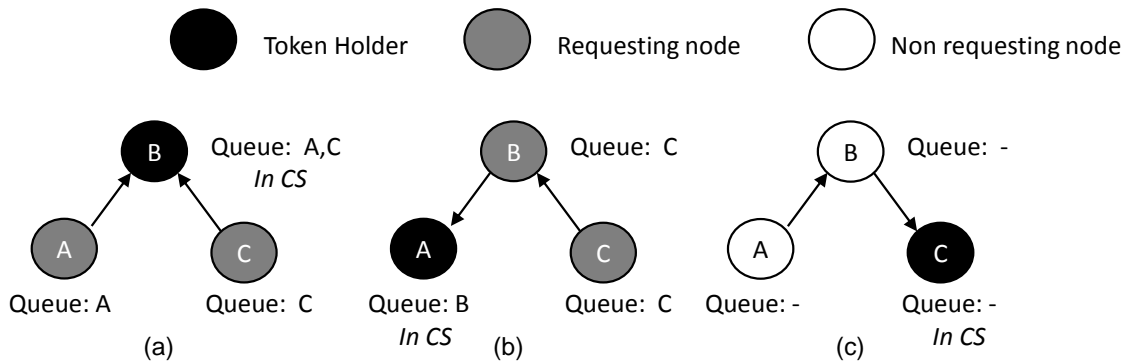 Token Holder
Requesting node
Non requesting node
B
Queue: A,C
In CS
A
C
Queue: A
Queue: C
(a)
B
Queue: C
A
C
Queue: B
In CS
Queue: C
(b)
B
Queue: -
A
C
Queue: -
Queue: -
In CS
(c)